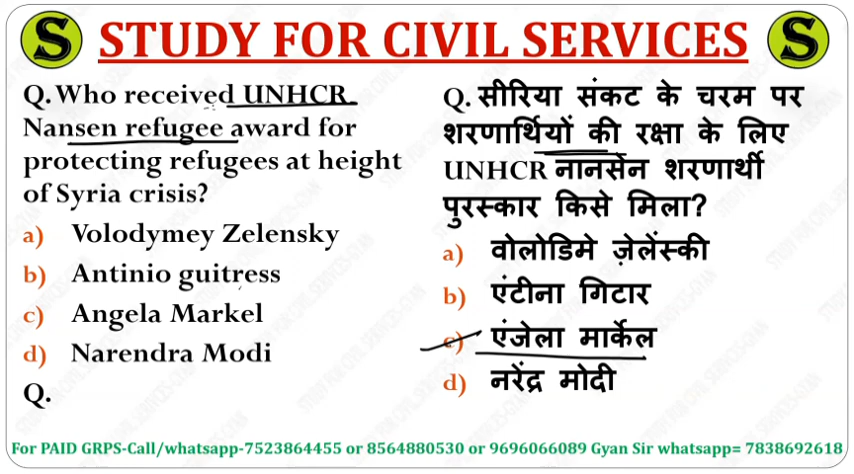 S STUDY FOR CIVIL SERVICES S
Q. Who received UNHCR
Nansen refugee award for
protecting refugees at height
of Syria crisis?
a) Volodymey Zelensky
b) Antinio guitress
c) Angela Markel
d) Narendra Modi
Q.
Q. सीरिया संकट के चरम पर
शरणार्थियों की रक्षा के लिए
UNHCR नानसेन शरणार्थी
पुरस्कार किसे मिला?
a) वोलोडिमे ज़ेलेंस्की
b) एंटीना गिटार
c) एंजेला मार्केल
d) नरेंद्र मोदी
For PAID GRPS-Call/whatsapp-7523864455 or 8564880530 or 9696066089 Gyan Sir whatsapp= 7838692618